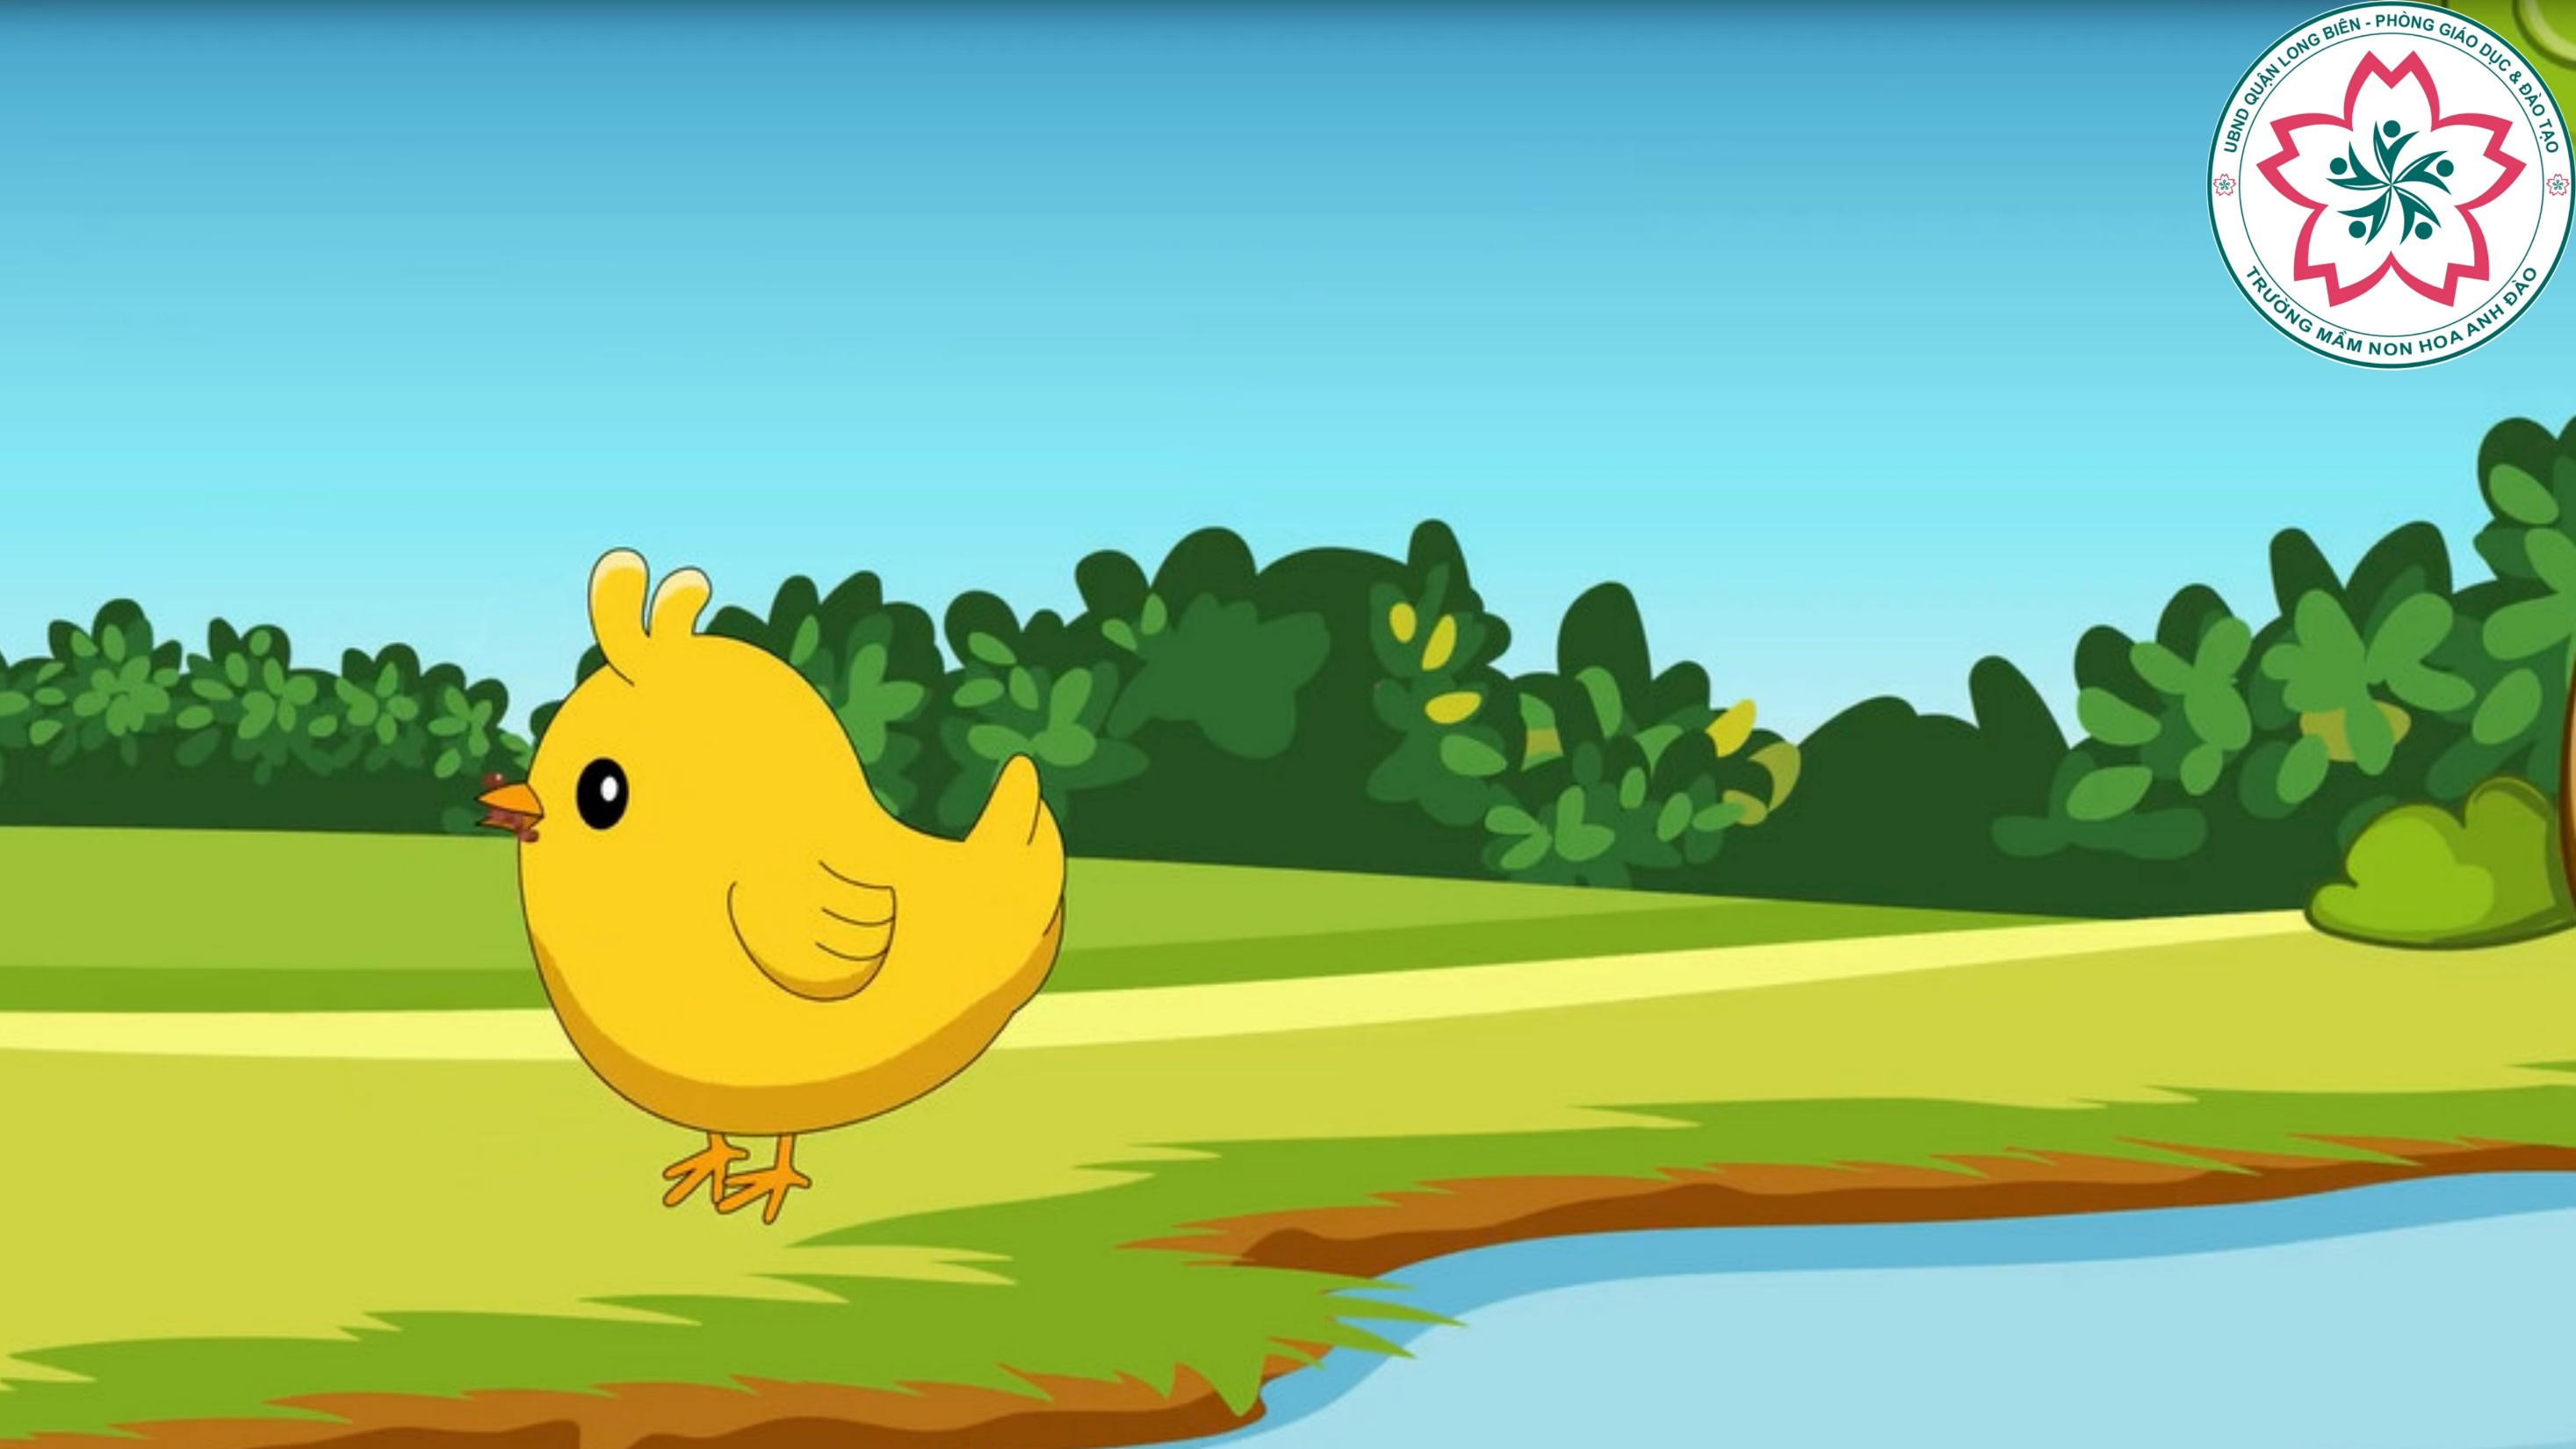 UBND QUẬN LONG BIÊN - PHÒNG GIÁO DỤC & ĐÀO TẠO
TRƯỜNG MẦM NON HOA ANH ĐÀO